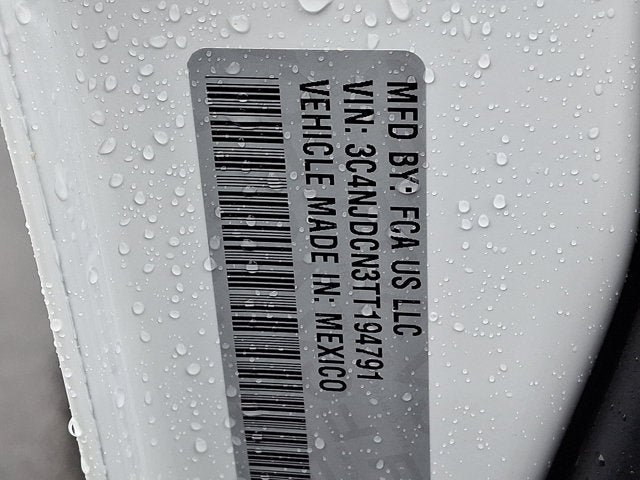 MFD BY: FCA US LLC
VIN: 3C4NJDCN3TT194791
VEHICLE MADE IN: MEXICO